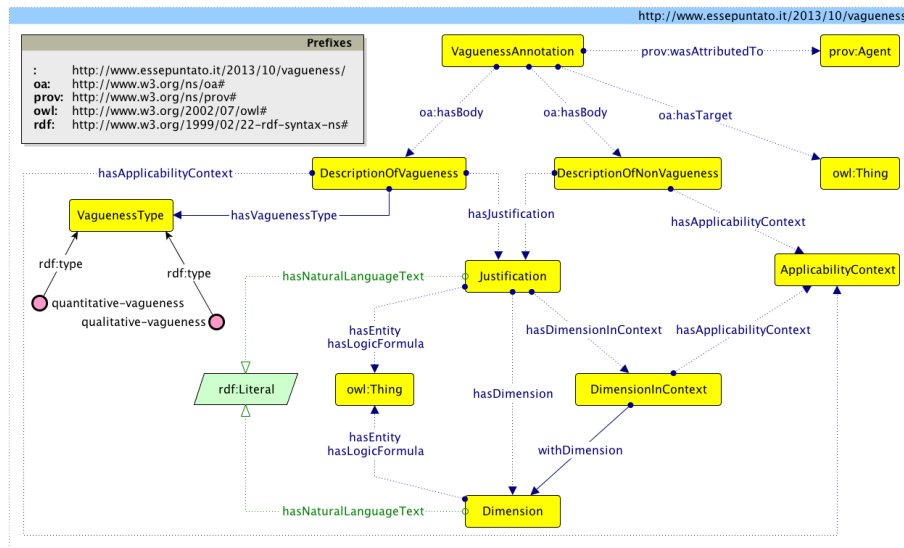 http://www.essepuntato.it/2013/10/vagueness
Prefixes
: http://www.essepuntato.it/2013/10/vagueness/
oa: http://www.w3.org/ns/oa#
prov: http://www.w3.org/ns/prov#
owl: http://www.w3.org/2002/07/owl#
rdf: http://www.w3.org/1999/02/22-rdf-syntax-ns#
VaguenessAnnotation
prov:wasAttributedTo
prov:Agent
oa:hasBody
oa:hasBody
oa:hasTarget
hasApplicabilityContext
DescriptionOfVagueness
DescriptionOfNonVagueness
owl:Thing
VaguenessType
hasVaguenessType
hasJustification
hasApplicabilityContext
rdf:type
rdf:type
hasNaturalLanguageText
Justification
ApplicabilityContext
quantitative-vagueness
qualitative-vagueness
hasEntity
hasLogicFormula
hasDimensionInContext
hasApplicabilityContext
rdf:Literal
owl:Thing
hasDimension
DimensionInContext
hasEntity
hasLogicFormula
withDimension
hasNaturalLanguageText
Dimension